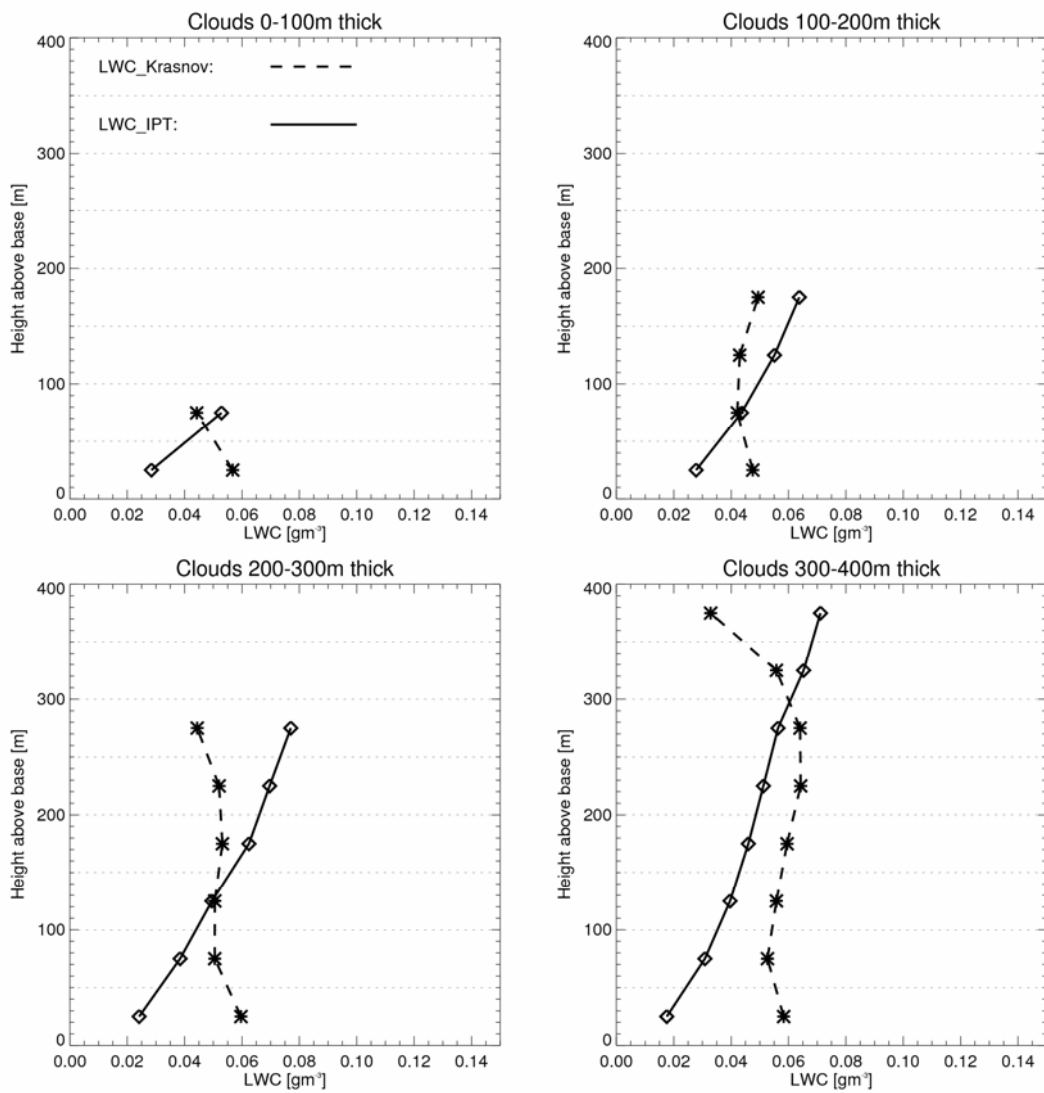 Clouds 0-100m thick
400
300
200
100
0
Height above base [m]
LWC_Krasnov:
LWC_IPT:
0.00 0.02 0.04 0.06 0.08 0.10 0.12 0.14
LWC [gm⁻³]
Clouds 100-200m thick
400
300
200
100
0
Height above base [m]
0.00 0.02 0.04 0.06 0.08 0.10 0.12 0.14
LWC [gm⁻³]
Clouds 200-300m thick
400
300
200
100
0
Height above base [m]
0.00 0.02 0.04 0.06 0.08 0.10 0.12 0.14
LWC [gm⁻³]
Clouds 300-400m thick
400
300
200
100
0
Height above base [m]
0.00 0.02 0.04 0.06 0.08 0.10 0.12 0.14
LWC [gm⁻³]